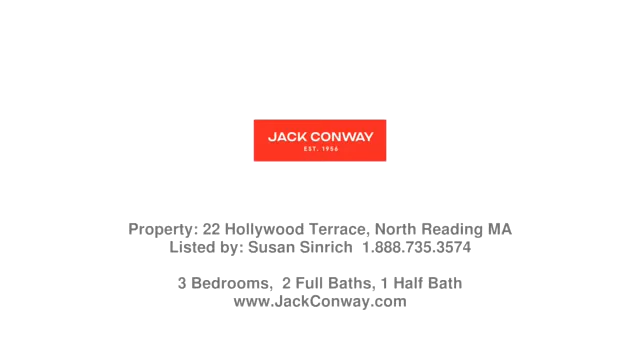 JACK CONWAY
EST. 1956
Property: 22 Hollywood Terrace, North Reading MA
Listed by: Susan Sinrich  1.888.735.3574
3 Bedrooms,  2 Full Baths, 1 Half Bath
www.JackConway.com